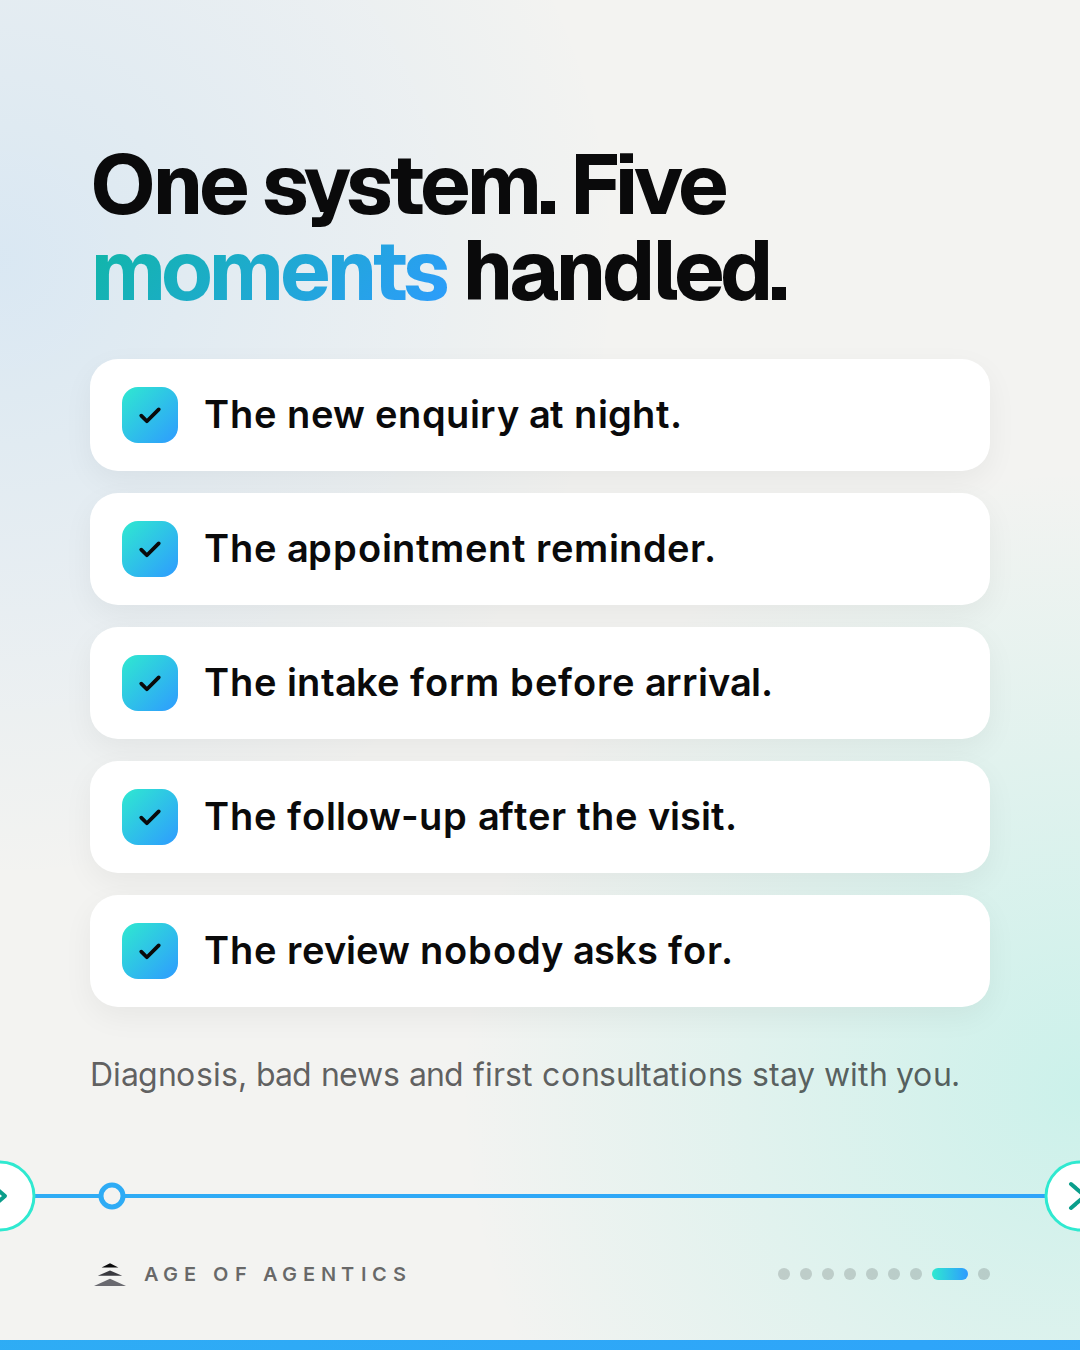 One system. Five
moments handled.
The new enquiry at night.
The appointment reminder.
The intake form before arrival.
The follow-up after the visit.
The review nobody asks for.
Diagnosis, bad news and first consultations stay with you.
AGE OF AGENTICS